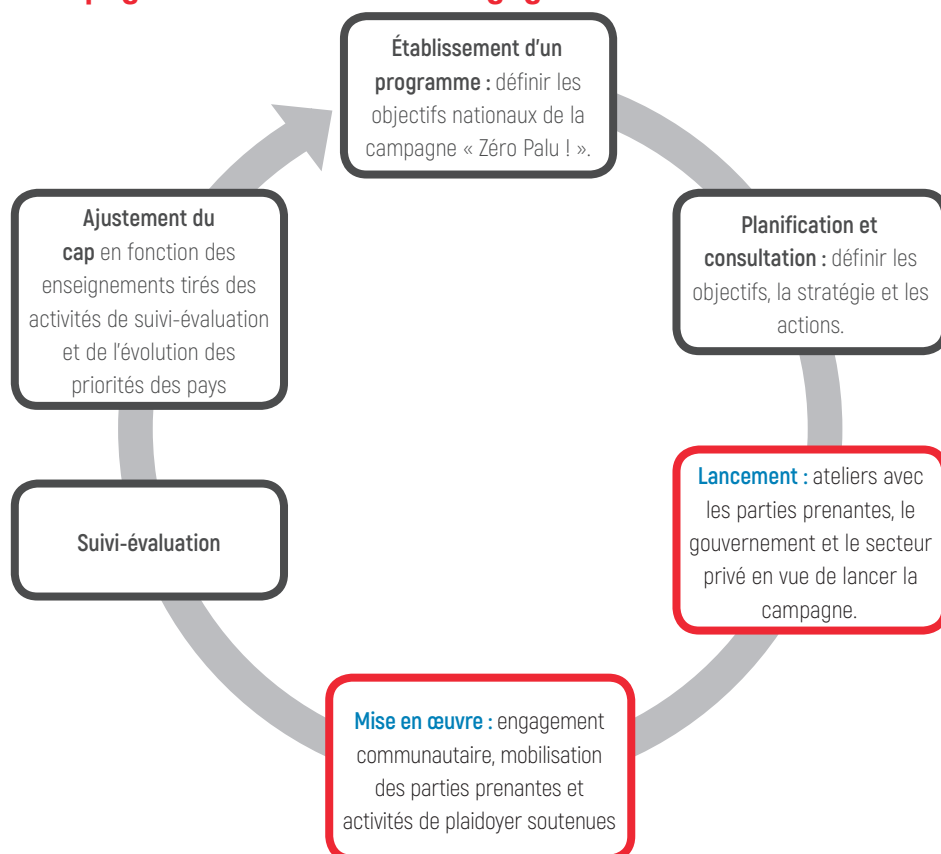 Établissement d'un
programme : définir les
objectifs nationaux de la
campagne « Zéro Palu ! ».
Planification et
consultation : définir les
objectifs, la stratégie et les
actions.
Lancement : ateliers avec
les parties prenantes, le
gouvernement et le secteur
privé en vue de lancer la
campagne.
Mise en œuvre : engagement
communautaire, mobilisation
des parties prenantes et
activités de plaidoyer soutenues
Suivi-évaluation
Ajustement du
cap en fonction des
enseignements tirés des
activités de suivi-évaluation
et de l'évolution des
priorités des pays